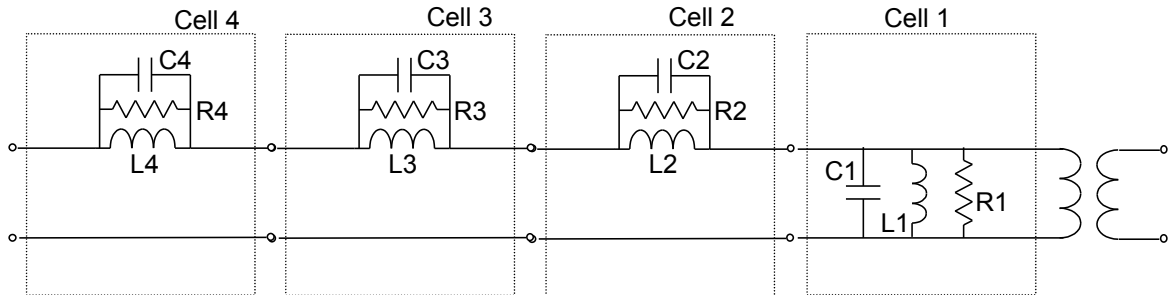 Cell 4
Cell 3
Cell 2
Cell 1
C4
R4
L4
C3
R3
L3
C2
R2
L2
C1
L1
R1